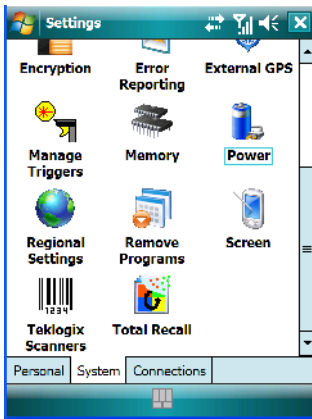 Settings
Encryption
Error
Reporting
External GPS
Manage
Triggers
Memory
Power
Regional
Settings
Remove
Programs
Screen
1234
Teklogix
Scanners
Total Recall
Personal
System
Connections